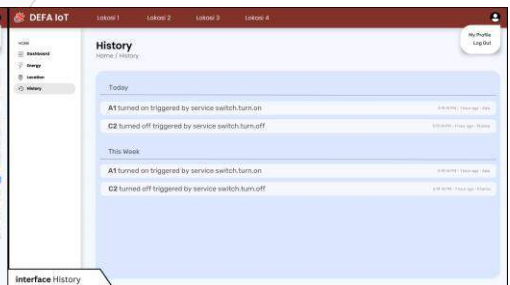 DEFA IoT
Lokasi 1 Lokasi 2 Lokasi 3 Lokasi 4
My Profile
Log Out
HOME
Dashboard
Energy
Location
History
History
Home / History
Today
A1 turned on triggered by service switch.turn.on
C2 turned off triggered by service switch.turn.off
This Week
A1 turned on triggered by service switch.turn.on
C2 turned off triggered by service switch.turn.off
interface History